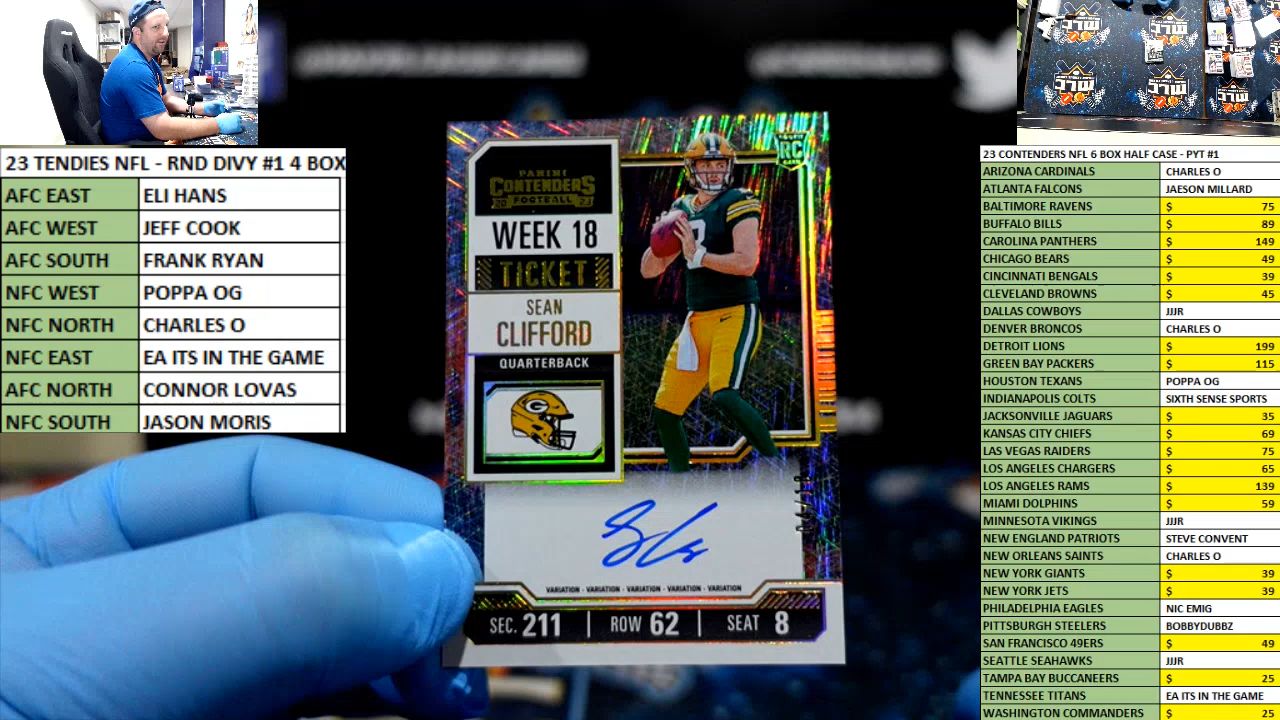 23 TENDIES NFL - RND DIVY #1 4 BOX
AFC EAST ELI HANS
AFC WEST JEFF COOK
AFC SOUTH FRANK RYAN
NFC WEST POPPA OG
NFC NORTH CHARLES O
NFC EAST EA ITS IN THE GAME
AFC NORTH CONNOR LOVAS
NFC SOUTH JASON MORIS
PANINI
CONTENDERS
20 FOOTBALL 23
WEEK 18
TICKET
SEAN
CLIFFORD
QUARTERBACK
G
RC
VARIATION - VARIATION - VARIATION - VARIATION - VARIATION
SEC. 211 | ROW 62 | SEAT 8
23 CONTENDERS NFL 6 BOX HALF CASE - PYT #1
ARIZONA CARDINALS CHARLES O
ATLANTA FALCONS JAESON MILLARD
BALTIMORE RAVENS $ 75
BUFFALO BILLS $ 89
CAROLINA PANTHERS $ 149
CHICAGO BEARS $ 49
CINCINNATI BENGALS $ 39
CLEVELAND BROWNS $ 45
DALLAS COWBOYS JJJR
DENVER BRONCOS CHARLES O
DETROIT LIONS $ 199
GREEN BAY PACKERS $ 115
HOUSTON TEXANS POPPA OG
INDIANAPOLIS COLTS SIXTH SENSE SPORTS
JACKSONVILLE JAGUARS $ 35
KANSAS CITY CHIEFS $ 69
LAS VEGAS RAIDERS $ 75
LOS ANGELES CHARGERS $ 65
LOS ANGELES RAMS $ 139
MIAMI DOLPHINS $ 59
MINNESOTA VIKINGS JJJR
NEW ENGLAND PATRIOTS STEVE CONVENT
NEW ORLEANS SAINTS CHARLES O
NEW YORK GIANTS $ 39
NEW YORK JETS $ 39
PHILADELPHIA EAGLES NIC EMIG
PITTSBURGH STEELERS BOBBYDUBBZ
SAN FRANCISCO 49ERS $ 49
SEATTLE SEAHAWKS JJJR
TAMPA BAY BUCCANEERS $ 25
TENNESSEE TITANS EA ITS IN THE GAME
WASHINGTON COMMANDERS $ 25